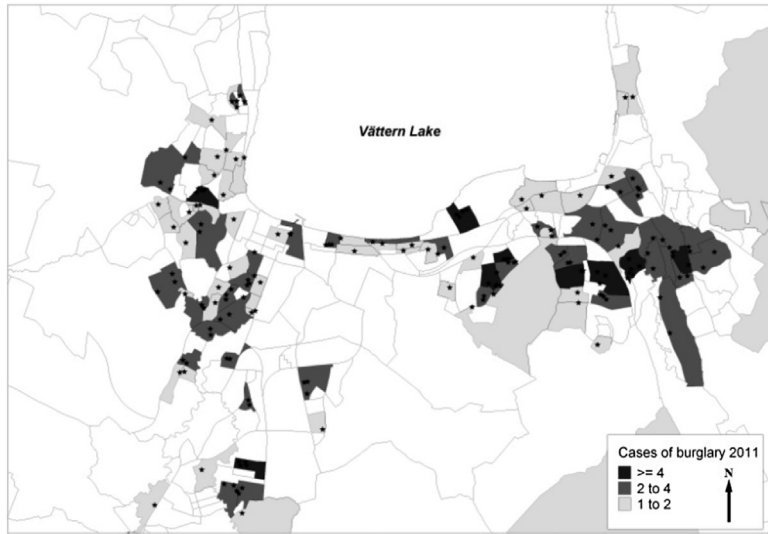 Vättern Lake
Cases of burglary 2011
>= 4
2 to 4
1 to 2
N